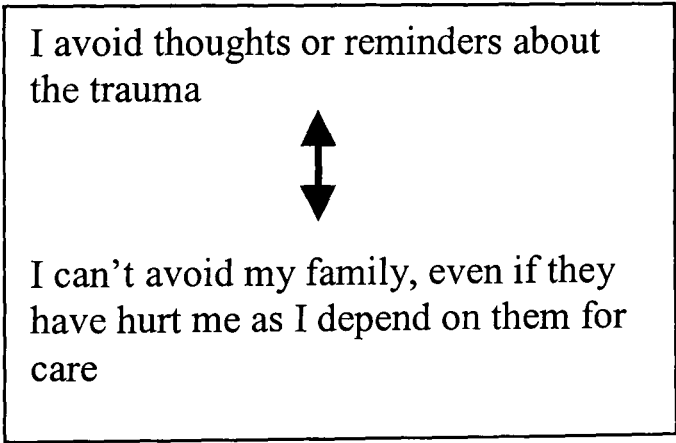 I avoid thoughts or reminders about
the trauma
I can’t avoid my family, even if they
have hurt me as I depend on them for
care